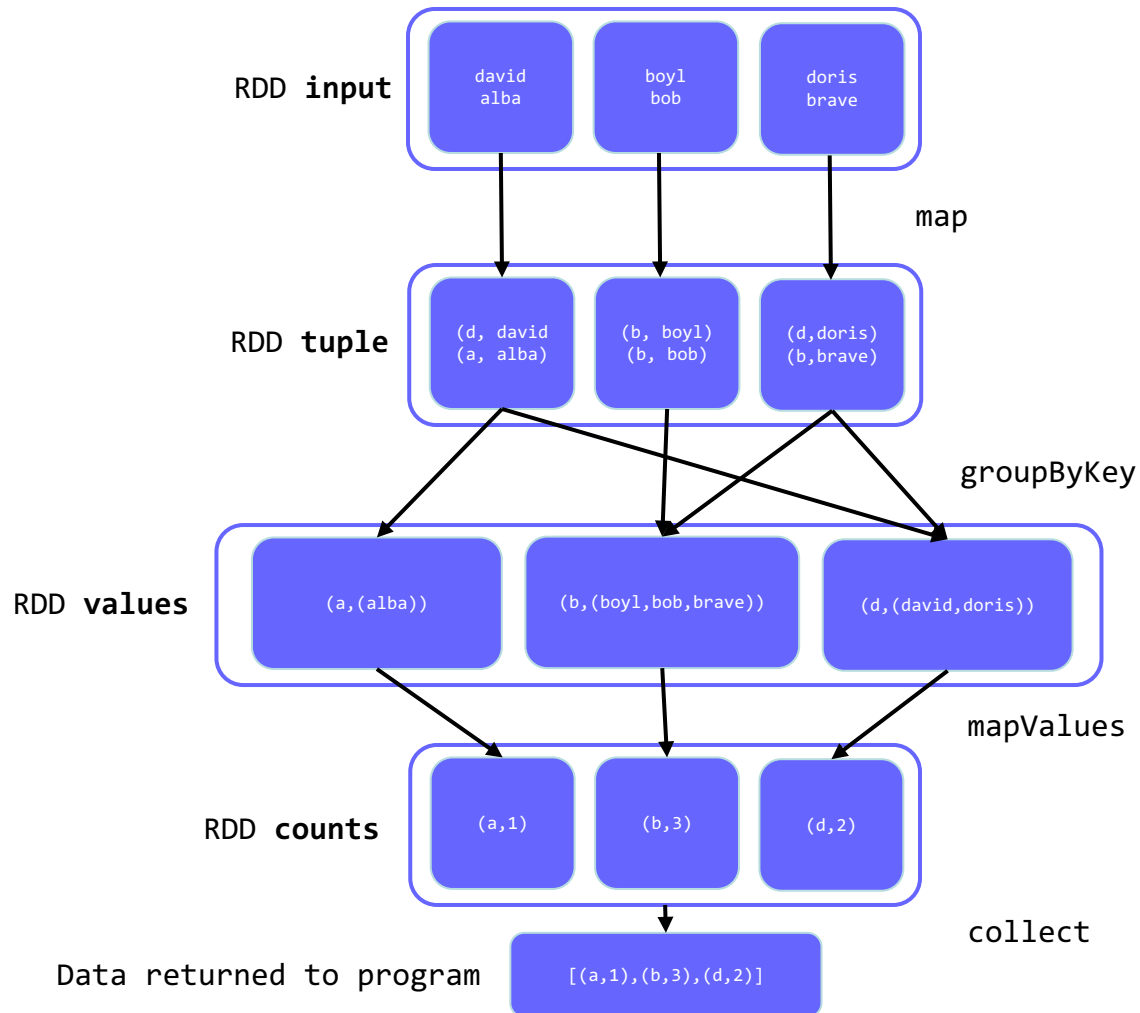 david
alba
boyl
bob
doris
brave
RDD input
map
(d, david
(a, alba)
(b, boyl)
(b, bob)
(d,doris)
(b,brave)
RDD tuple
groupByKey
RDD values
(a,(alba))
(b,(boyl,bob,brave))
(d,(david,doris))
mapValues
RDD counts
(a,1)
(b,3)
(d,2)
collect
Data returned to program
[(a,1),(b,3),(d,2)]